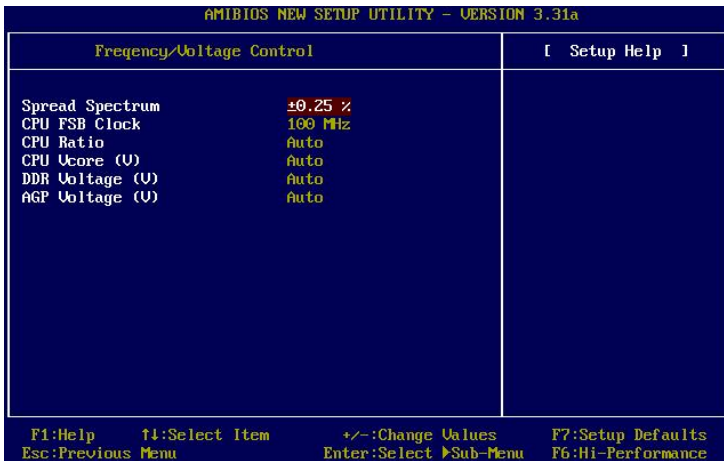 AMIBIOS NEW SETUP UTILITY - VERSION 3.31a
Freqency/Voltage Control
[ Setup Help ]
Spread Spectrum ±0.25 %
CPU FSB Clock 100 MHz
CPU Ratio Auto
CPU Vcore (V) Auto
DDR Voltage (V) Auto
AGP Voltage (V) Auto
F1:Help ↑↓:Select Item +/-:Change Values F7:Setup Defaults
Esc:Previous Menu Enter:Select ▶Sub-Menu F6:Hi-Performance